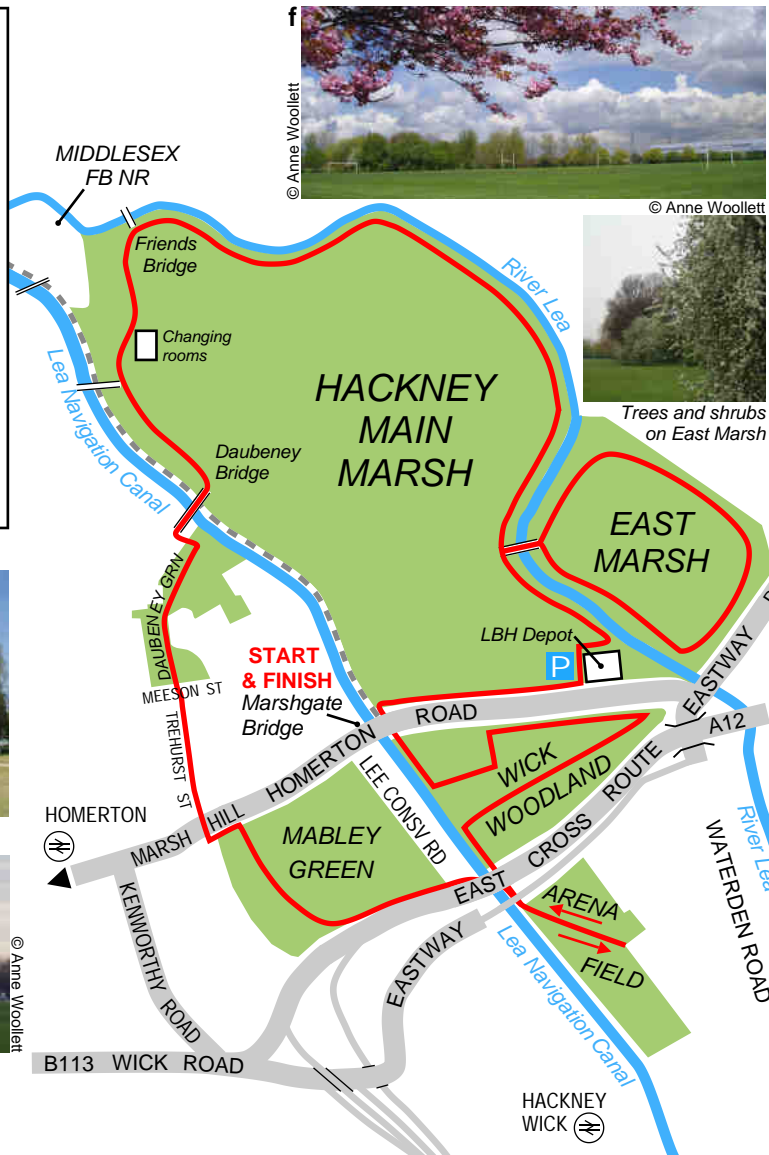 f
© Anne Woollett
© Anne Woollett
MIDDLESEX
FB NR
Friends
Bridge
River Lea
Changing
rooms
Lea Navigation Canal
HACKNEY
MAIN
MARSH
Trees and shrubs
on East Marsh
Daubeney
Bridge
EAST
MARSH
DAUBENEY GRN
LBH Depot
P
START
& FINISH
Marshgate
Bridge
MEESON ST
TREHURST ST
EASTWAY
A12
HOMERTON ROAD
WICK
WOODLAND
LEE CONSV RD
HOMERTON
MARSH HILL
MABLEY
GREEN
EAST CROSS ROUTE
River Lea
WATERDEN ROAD
ARENA
FIELD
KENWORTHY ROAD
EASTWAY
Lea Navigation Canal
© Anne Woollett
B113 WICK ROAD
HACKNEY
WICK